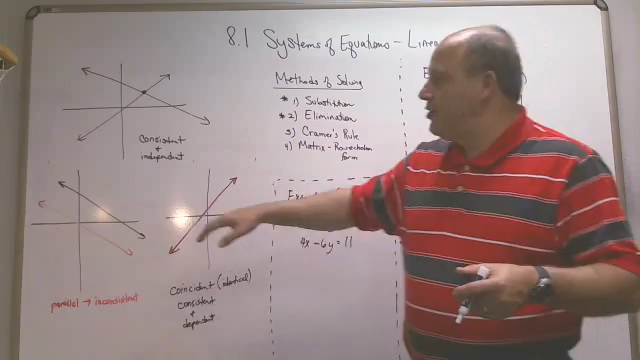 8.1 Systems of Equations - Linea
Methods of Solving
* 1) Substitution
* 2) Elimination
3) Cramer's Rule
4) Matrix - Row echelon
form
Consistent
+
independent
parallel → inconsistent
coincident (identical)
consistent
+
dependent
Exa
4x - 6y = 11
E